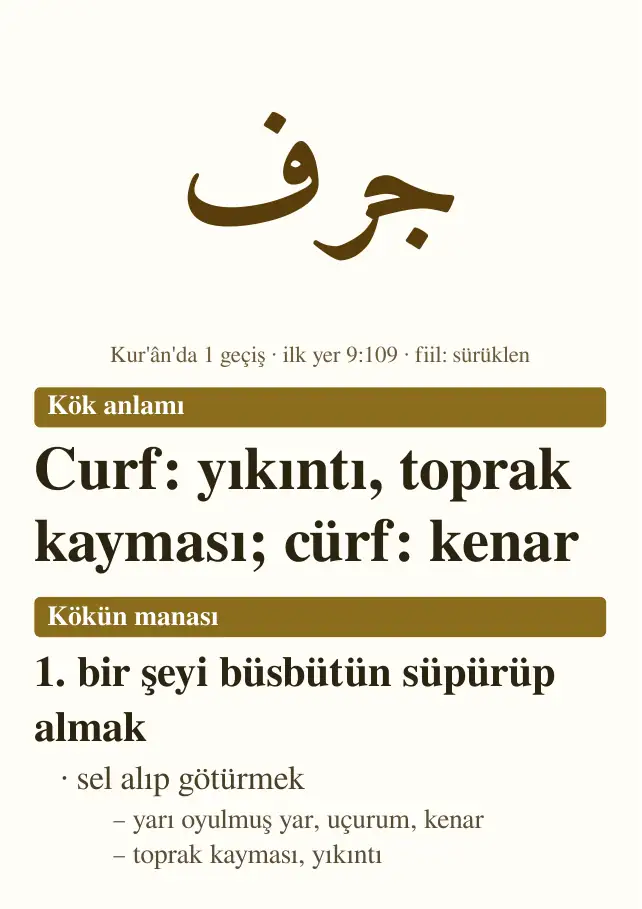 جرف
Kur'ân'da 1 geçiş · ilk yer 9:109 · fiil: sürüklen
Kök anlamı
Curf: yıkıntı, toprak
kayması; cürf: kenar
Kökün manası
1. bir şeyi büsbütün süpürüp
almak
· sel alıp götürmek
– yarı oyulmuş yar, uçurum, kenar
– toprak kayması, yıkıntı